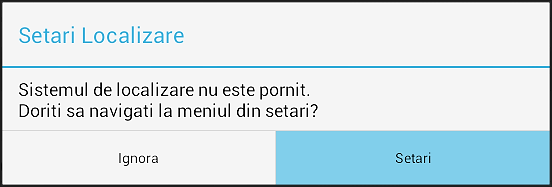 Setari Localizare
Sistemul de localizare nu este pornit.
Doriti sa navigati la meniul din setari?
Ignora
Setari